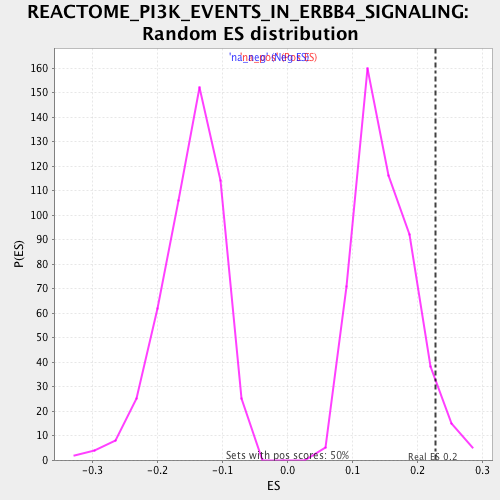 REACTOME_PI3K_EVENTS_IN_ERBB4_SIGNALING:
Random ES distribution
160
150
140
130
120
110
100
90
80
70
60
50
40
30
20
10
0
P(ES)
Sets with pos scores: 50%
Real ES 0.2
-0.3 -0.2 -0.1 0.0 0.1 0.2 0.3
ES